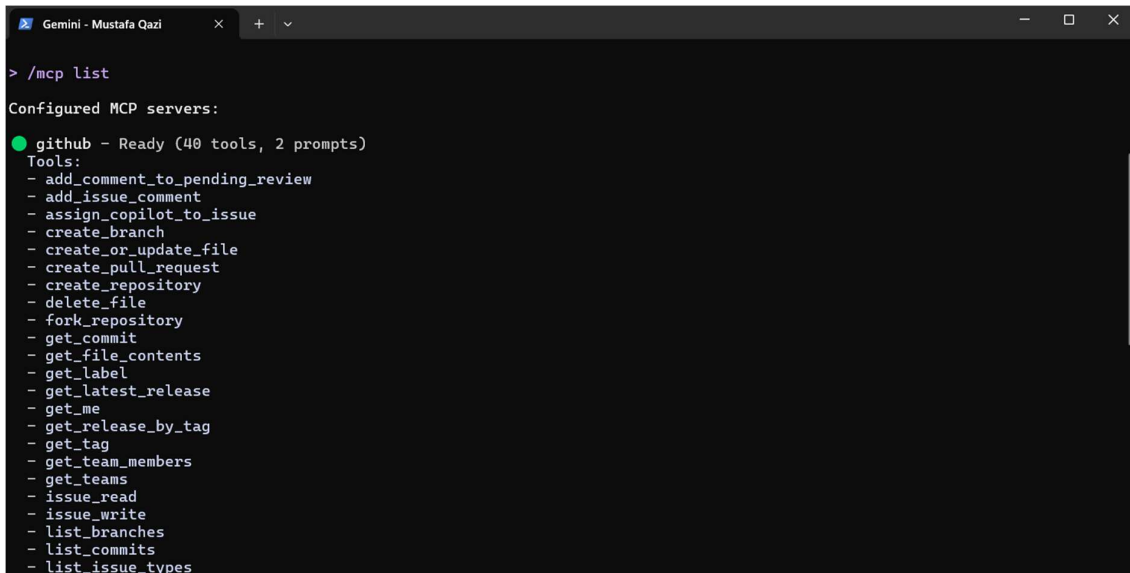 Gemini - Mustafa Qazi
> /mcp list
Configured MCP servers:
github - Ready (40 tools, 2 prompts)
Tools:
- add_comment_to_pending_review
- add_issue_comment
- assign_copilot_to_issue
- create_branch
- create_or_update_file
- create_pull_request
- create_repository
- delete_file
- fork_repository
- get_commit
- get_file_contents
- get_label
- get_latest_release
- get_me
- get_release_by_tag
- get_tag
- get_team_members
- get_teams
- issue_read
- issue_write
- list_branches
- list_commits
- list_issue_types